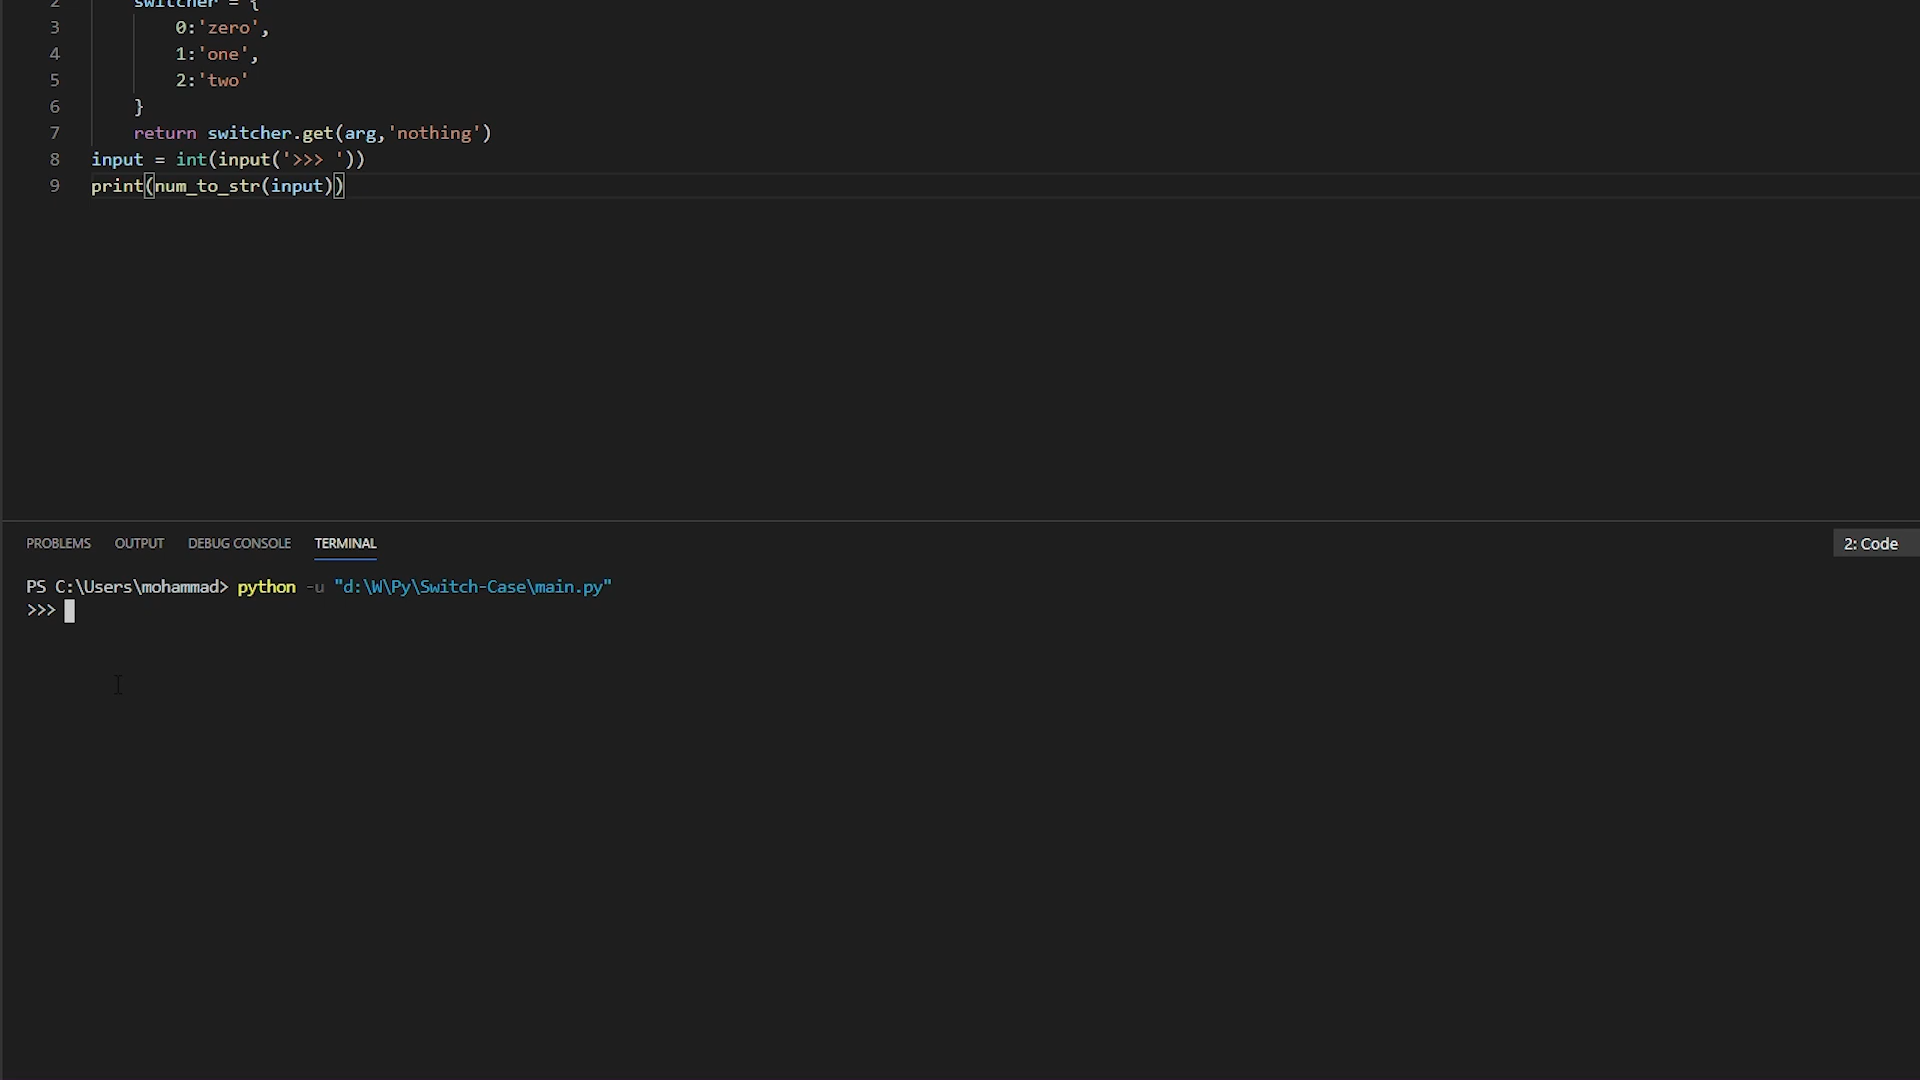 2 switcher = {
3 0:'zero',
4 1:'one',
5 2:'two'
6 }
7 return switcher.get(arg,'nothing')
8 input = int(input('>>> '))
9 print(num_to_str(input))
PROBLEMS OUTPUT DEBUG CONSOLE TERMINAL 2: Code
PS C:\Users\mohammad> python -u "d:\W\Py\Switch-Case\main.py"
>>>